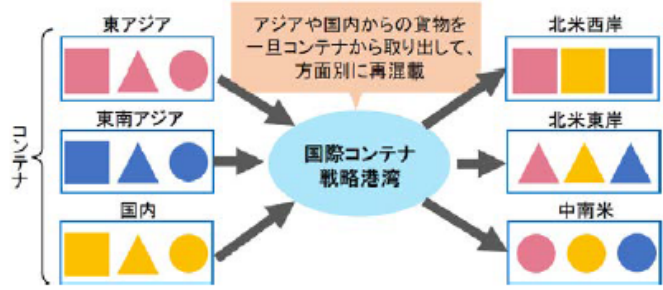 アジアや国内からの貨物を
一旦コンテナから取り出して、
方面別に再混載
コンテナ
東アジア
東南アジア
国内
国際コンテナ
戦略港湾
北米西岸
北米東岸
中南米